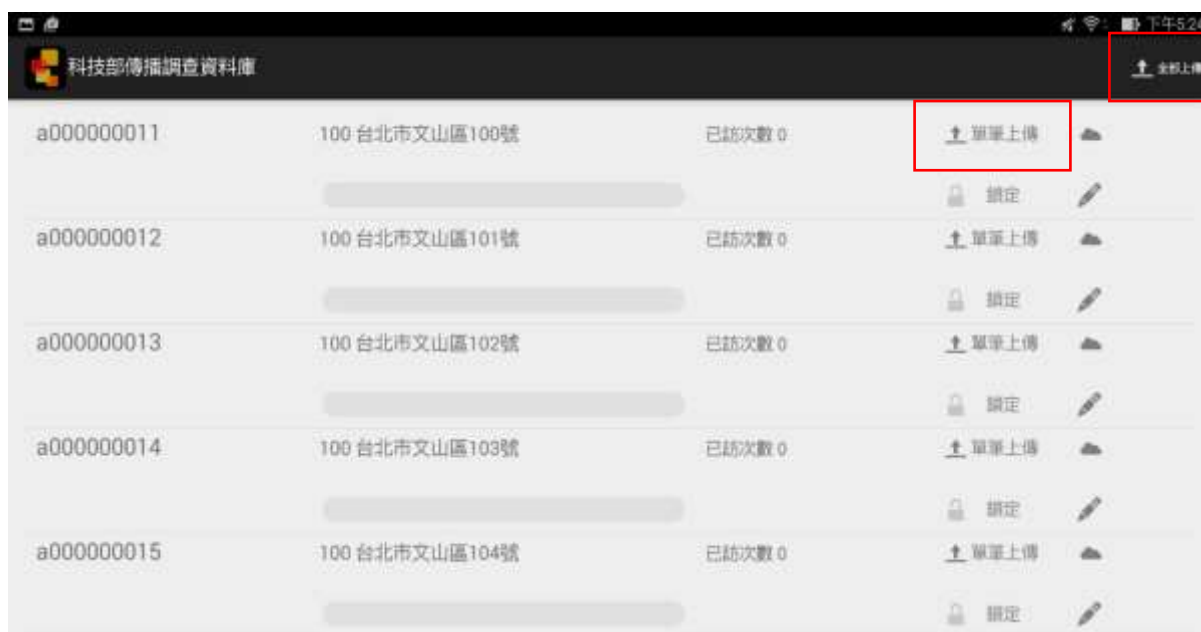 下午5:24
科技部傳播調查資料庫
全部上傳
a000000011 100 台北市文山區100號 已訪次數 0 單筆上傳
鎖定
a000000012 100 台北市文山區101號 已訪次數 0 單筆上傳
鎖定
a000000013 100 台北市文山區102號 已訪次數 0 單筆上傳
鎖定
a000000014 100 台北市文山區103號 已訪次數 0 單筆上傳
鎖定
a000000015 100 台北市文山區104號 已訪次數 0 單筆上傳
鎖定